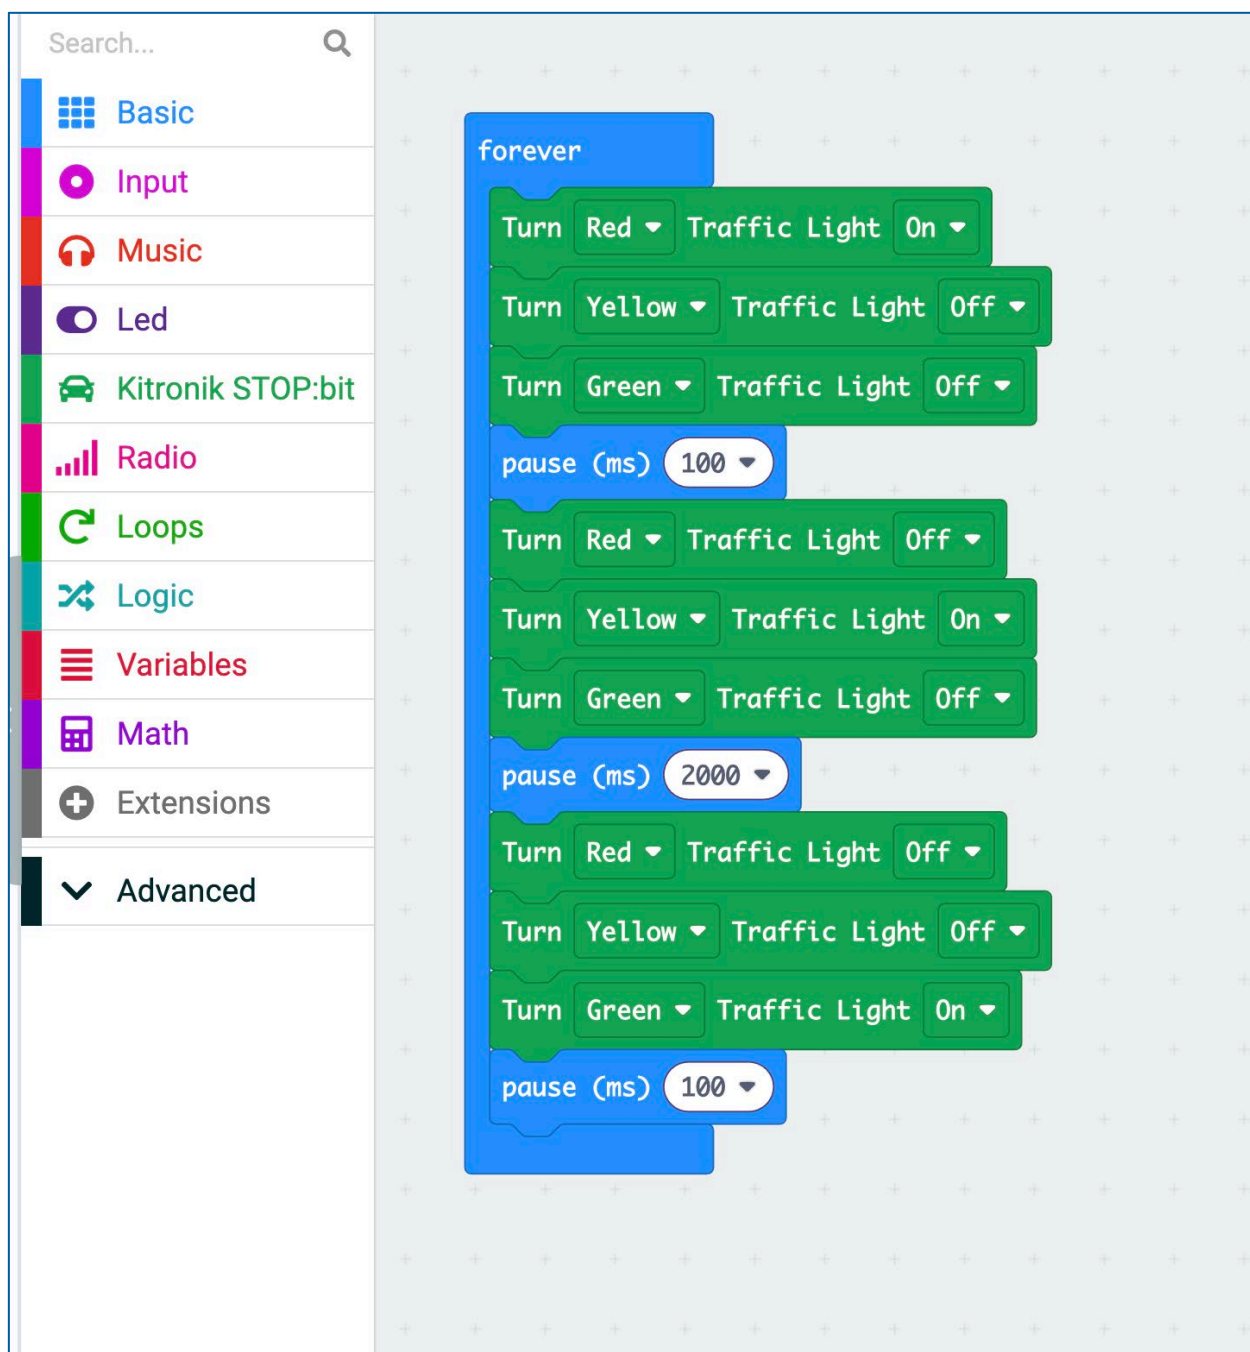 Search...
Basic
Input
Music
Led
Kitronik STOP:bit
Radio
Loops
Logic
Variables
Math
Extensions
Advanced
forever
Turn Red Traffic Light On
Turn Yellow Traffic Light Off
Turn Green Traffic Light Off
pause (ms) 100
Turn Red Traffic Light Off
Turn Yellow Traffic Light On
Turn Green Traffic Light Off
pause (ms) 2000
Turn Red Traffic Light Off
Turn Yellow Traffic Light Off
Turn Green Traffic Light On
pause (ms) 100